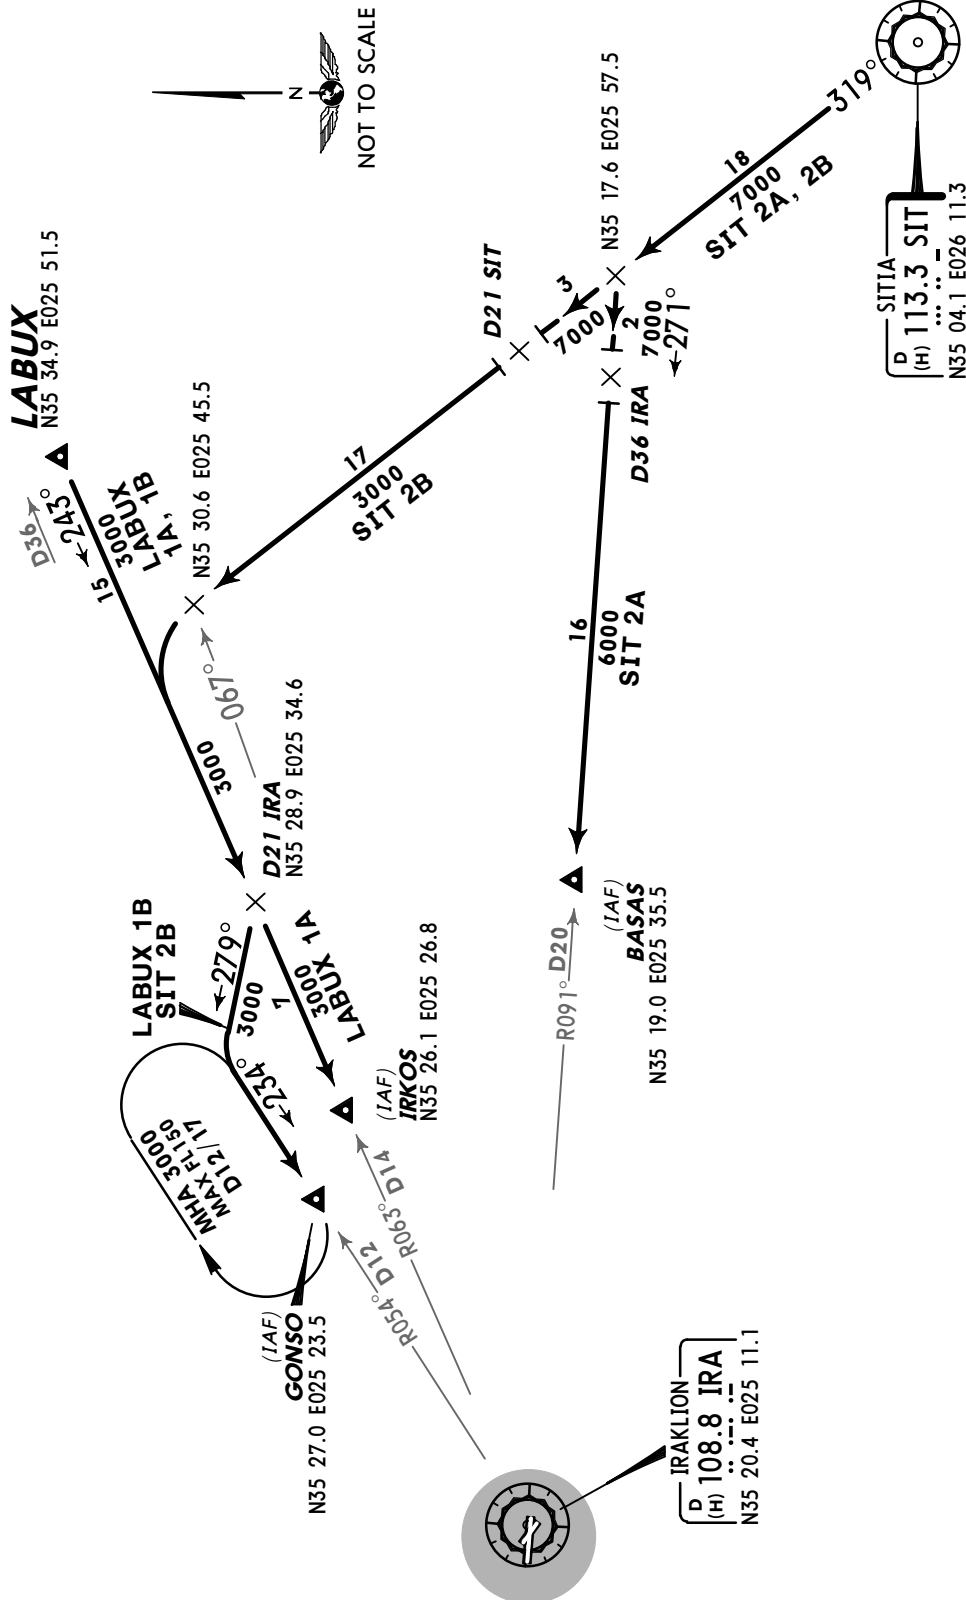 NOT TO SCALE
N
LABUX
N35 34.9 E025 51.5
D36
243°
15
3000
LABUX
1A, 1B
N35 30.6 E025 45.5
067°
3000
D21 IRA
N35 28.9 E025 34.6
D21 SIT
17
3000
SIT 2B
3
7000
N35 17.6 E025 57.5
319°
18
7000
SIT 2A, 2B
2
7000
271°
D36 IRA
16
6000
SIT 2A
SITIA
D
(H) 113.3 SIT
N35 04.1 E026 11.3
LABUX 1B
SIT 2B
279°
3000
234°
7
3000
LABUX 1A
MHA 3000
MAX FL150
D12/17
(IAF)
IRKOS
N35 26.1 E025 26.8
(IAF)
GONSO
N35 27.0 E025 23.5
R054° D12
R063° D14
R091° D20
(IAF)
BASAS
N35 19.0 E025 35.5
IRAKLION
D
(H) 108.8 IRA
N35 20.4 E025 11.1